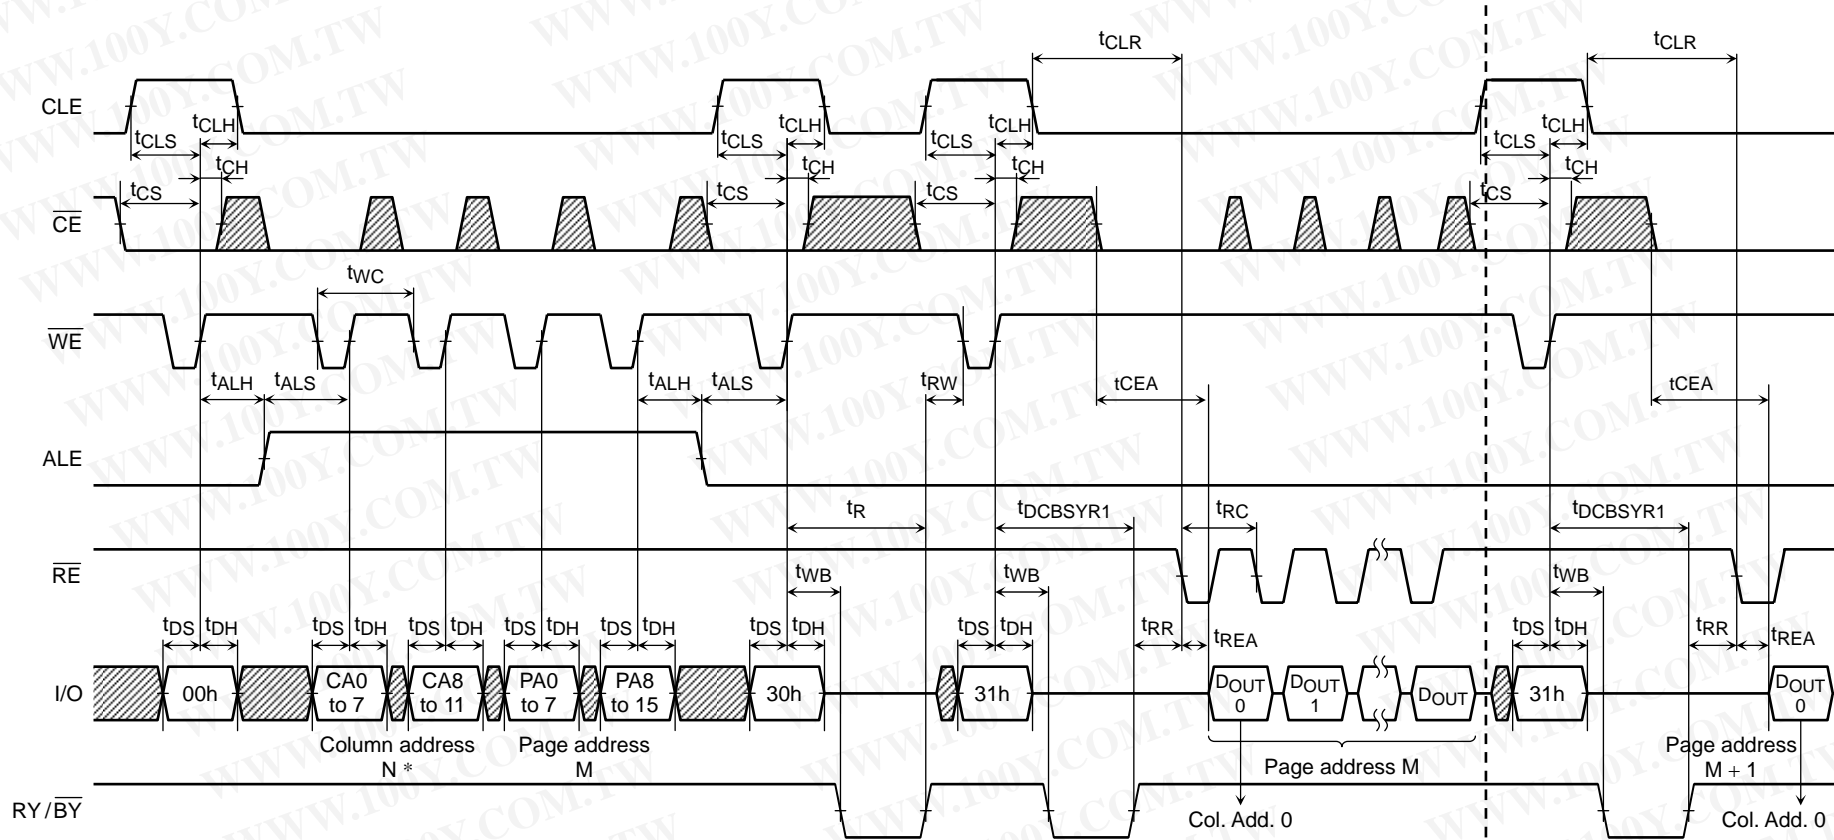 tCLR tCLR
CLE
tCLS tCLH tCLS tCLH tCLS tCLH tCLS tCLH
tCH tCH tCH tCH
tCS tCS tCS tCS
CE
tWC
WE
tALH tALS tALH tALS tRW tCEA tCEA
ALE
tR tDCBSYR1 tRC tDCBSYR1
RE
tWB tWB tWB
tDS tDH tDS tDH tDS tDH tDS tDH tDS tDH tDS tDH tDS tDH tRR tREA tDS tDH tRR tREA
I/O 00h CA0 to 7 CA8 to 11 PA0 to 7 PA8 to 15 30h 31h DOUT 0 DOUT 1 DOUT 31h DOUT 0
Column address N * Page address M
Page address M
Page address M + 1
RY/BY
Col. Add. 0 Col. Add. 0
WWW.100Y.COM.TW